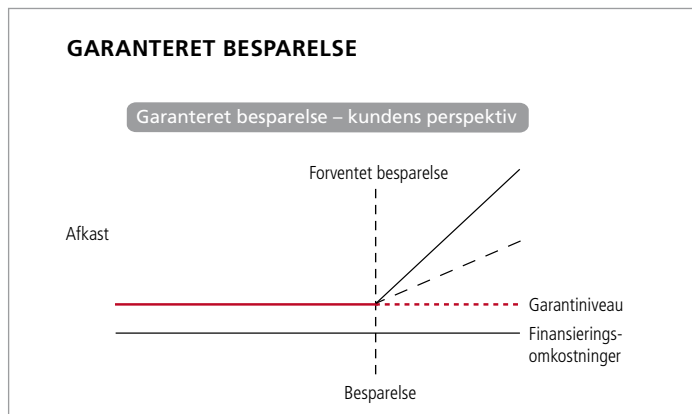 GARANTERET BESPARELSE
Garanteret besparelse – kundens perspektiv
Forventet besparelse
Afkast
Garantiniveau
Finansierings-
omkostninger
Besparelse